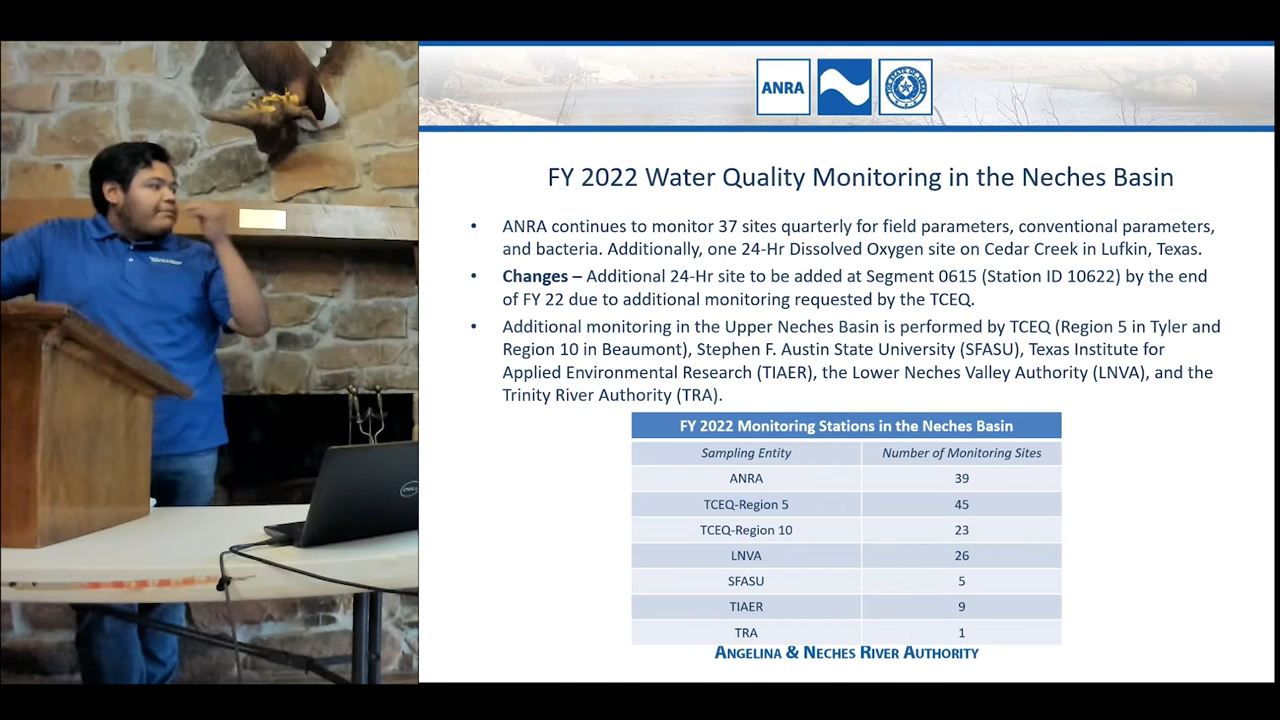 ANRA
THE STATE OF TEXAS
FY 2022 Water Quality Monitoring in the Neches Basin
• ANRA continues to monitor 37 sites quarterly for field parameters, conventional parameters,
and bacteria. Additionally, one 24-Hr Dissolved Oxygen site on Cedar Creek in Lufkin, Texas.
• Changes – Additional 24-Hr site to be added at Segment 0615 (Station ID 10622) by the end
of FY 22 due to additional monitoring requested by the TCEQ.
• Additional monitoring in the Upper Neches Basin is performed by TCEQ (Region 5 in Tyler and
Region 10 in Beaumont), Stephen F. Austin State University (SFASU), Texas Institute for
Applied Environmental Research (TIAER), the Lower Neches Valley Authority (LNVA), and the
Trinity River Authority (TRA).
FY 2022 Monitoring Stations in the Neches Basin
Sampling Entity Number of Monitoring Sites
ANRA 39
TCEQ-Region 5 45
TCEQ-Region 10 23
LNVA 26
SFASU 5
TIAER 9
TRA 1
ANGELINA & NECHES RIVER AUTHORITY
DELL